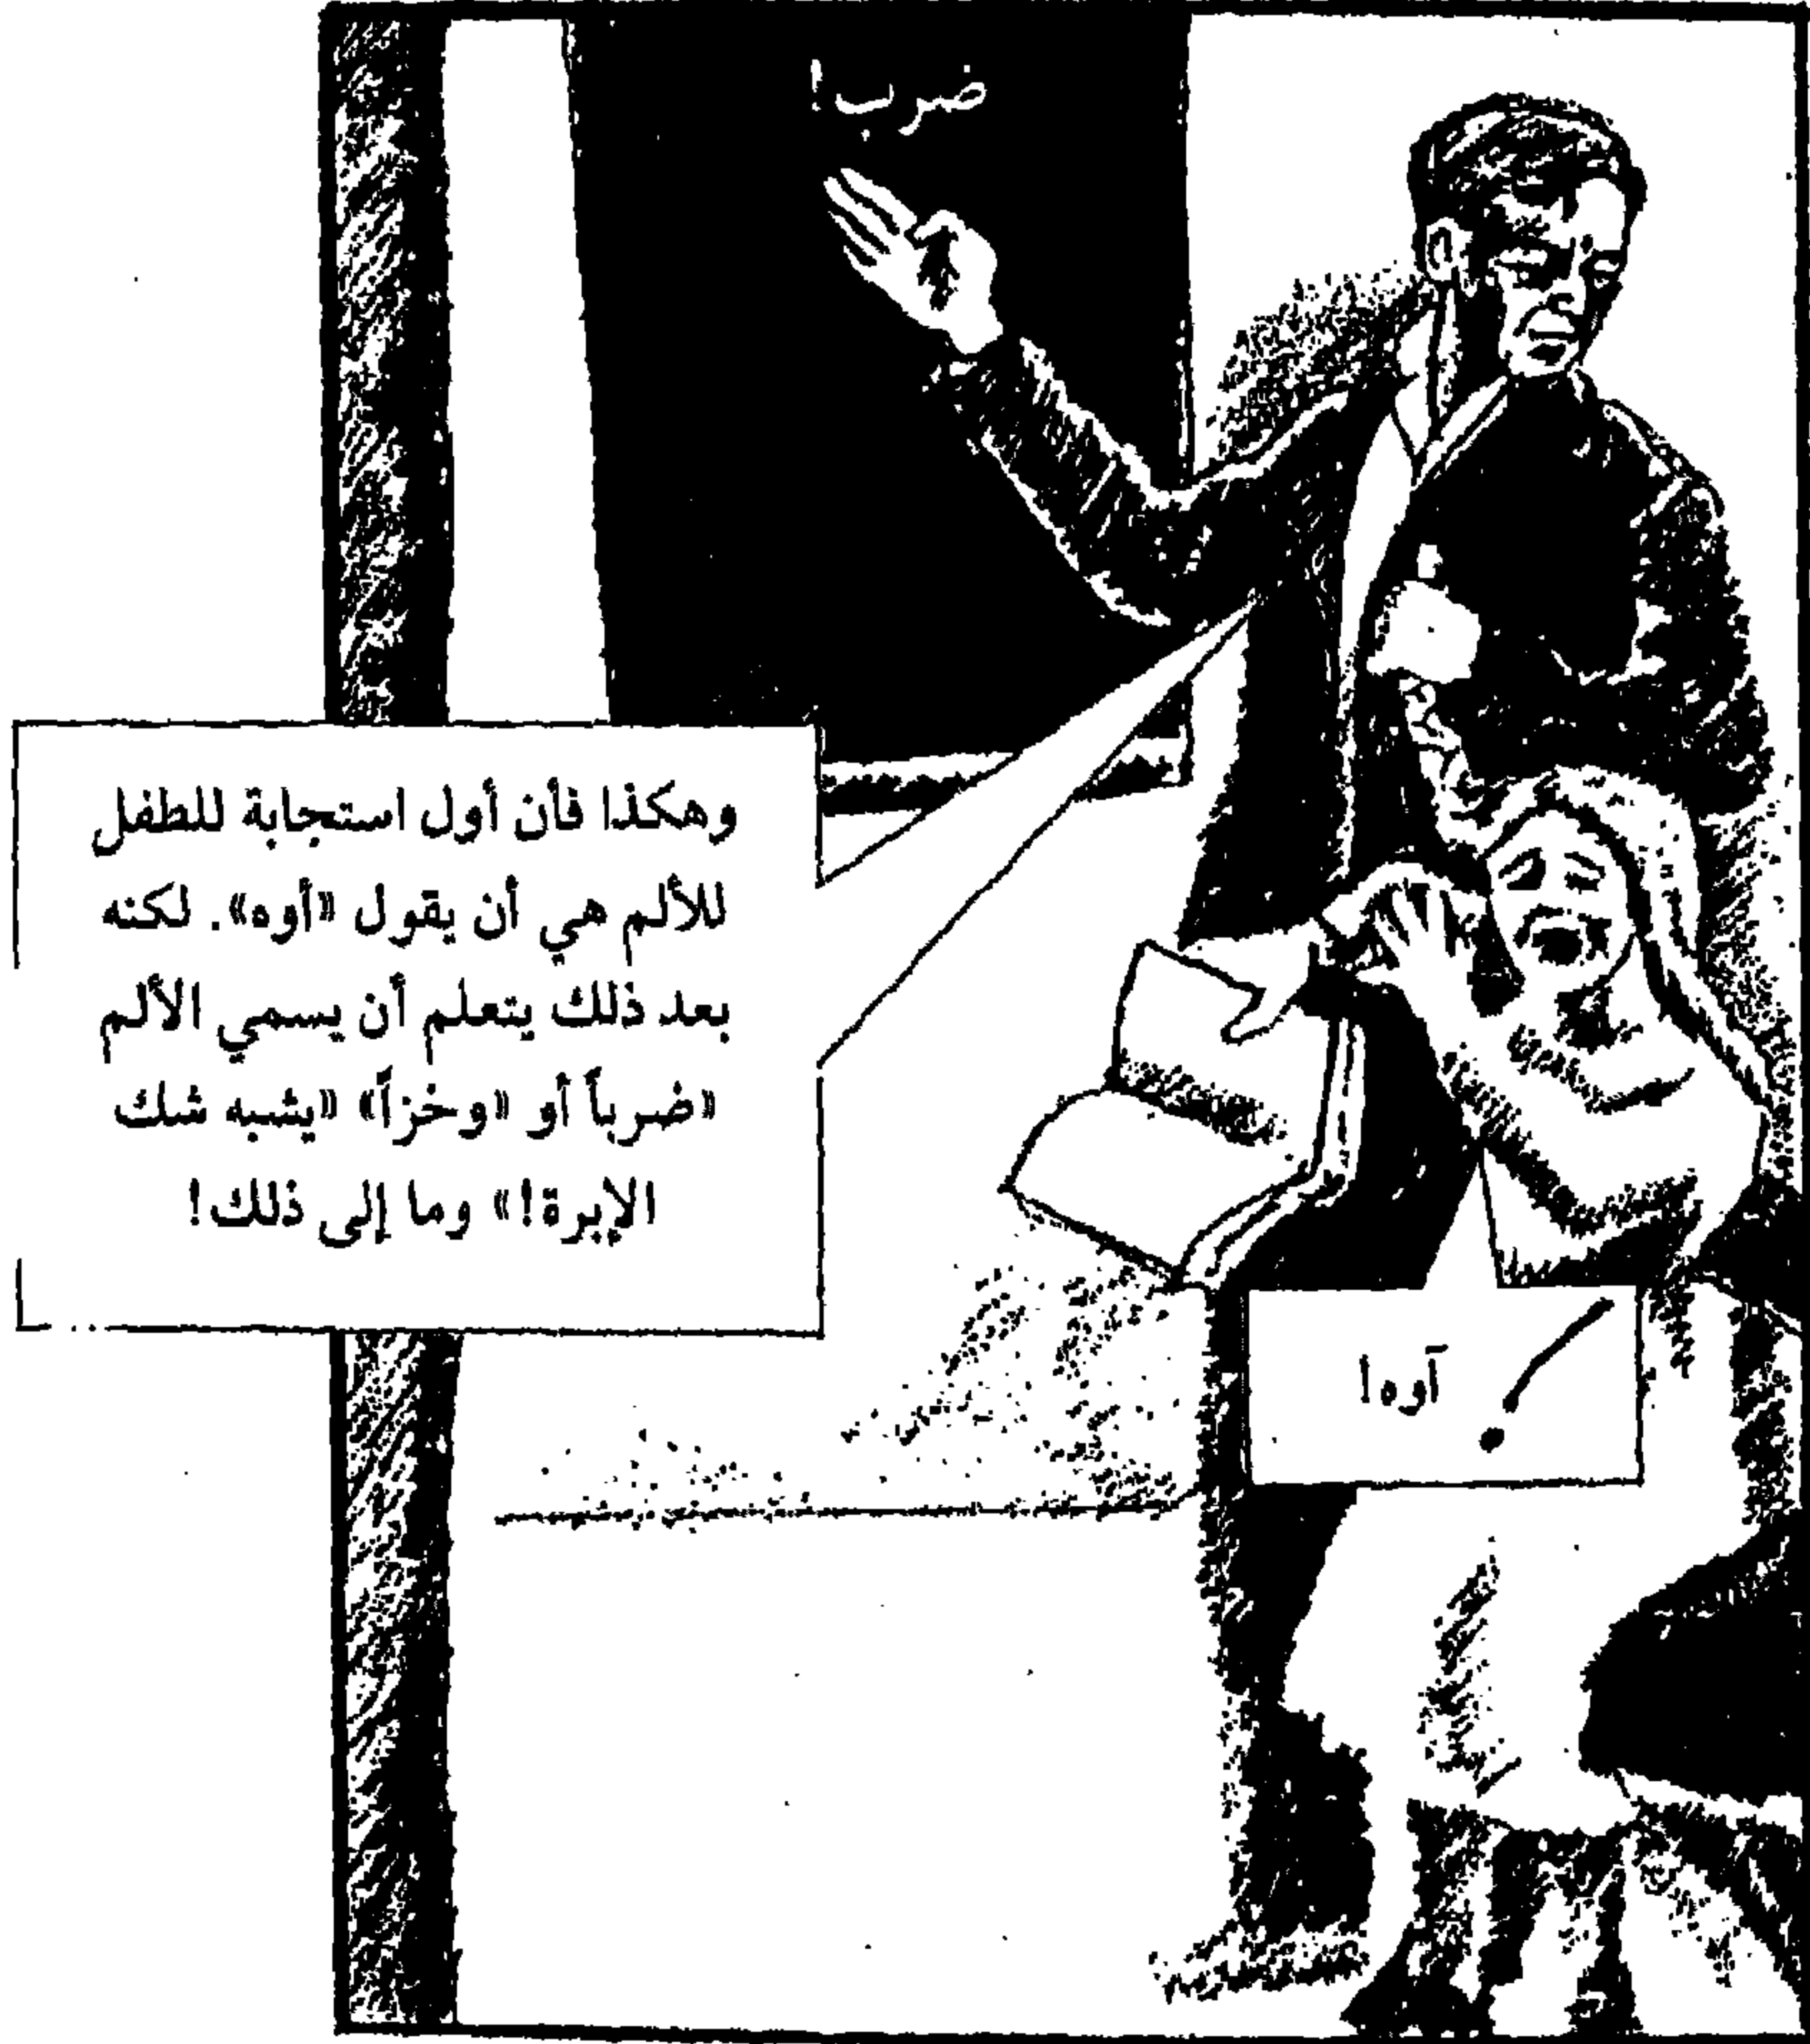 ضرب!
وهكذا فأن أول استجابة للطفل
للألم هي أن يقول «أوه». لكنه
بعد ذلك يتعلم أن يسمي الألم
«ضرباً أو «وخزاً» «يشبه شك
الإبرة!» وما إلى ذلك!
آوه!
!